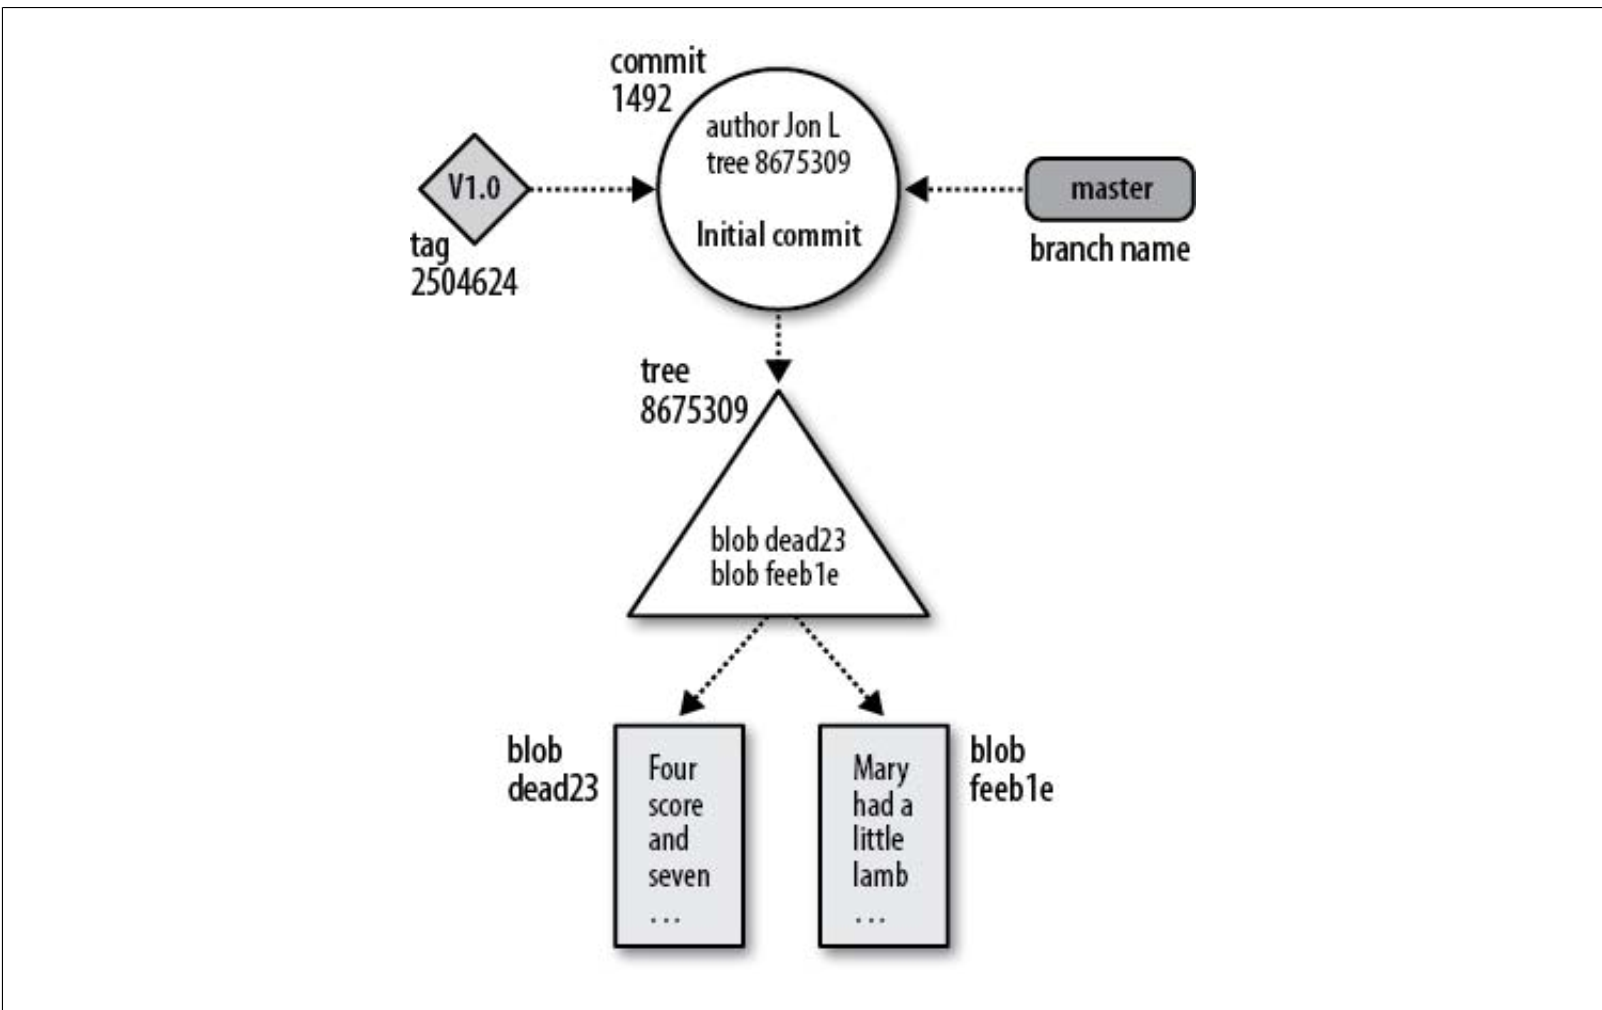 commit
1492
author Jon L
tree 8675309
Initial commit
V1.0
tag
2504624
master
branch name
tree
8675309
blob dead23
blob feeb1e
blob
dead23
Four
score
and
seven
...
Mary
had a
little
lamb
...
blob
feeb1e